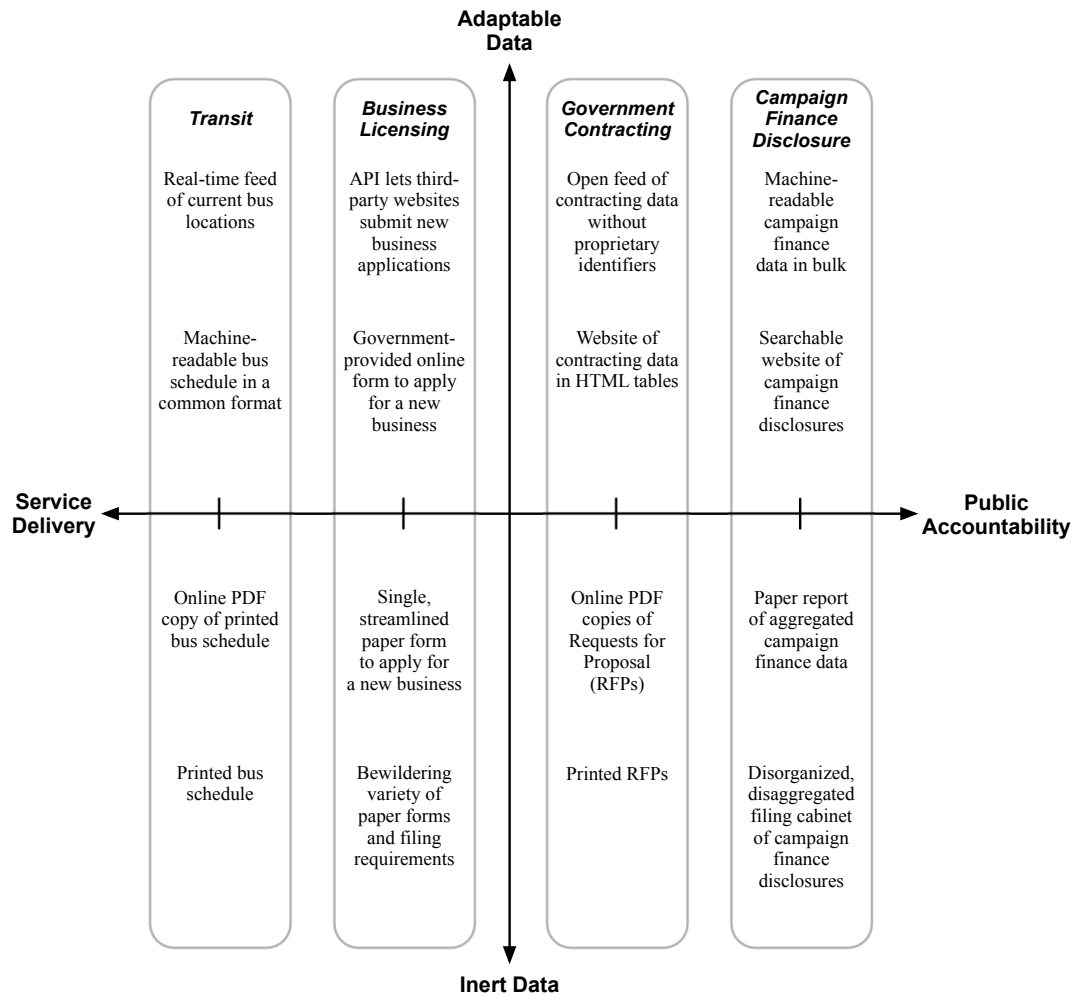 Adaptable
Data
Transit
Real-time feed
of current bus
locations
Machine-
readable bus
schedule in a
common format
Business
Licensing
API lets third-
party websites
submit new
business
applications
Government-
provided online
form to apply
for a new
business
Government
Contracting
Open feed of
contracting data
without
proprietary
identifiers
Website of
contracting data
in HTML tables
Campaign
Finance
Disclosure
Machine-
readable
campaign
finance
data in bulk
Searchable
website of
campaign
finance
disclosures
Service
Delivery
Public
Accountability
Online PDF
copy of printed
bus schedule
Printed bus
schedule
Single,
streamlined
paper form
to apply for
a new business
Bewildering
variety of
paper forms
and filing
requirements
Online PDF
copies of
Requests for
Proposal
(RFPs)
Printed RFPs
Paper report
of aggregated
campaign
finance data
Disorganized,
disaggregated
filing cabinet
of campaign
finance
disclosures
Inert Data